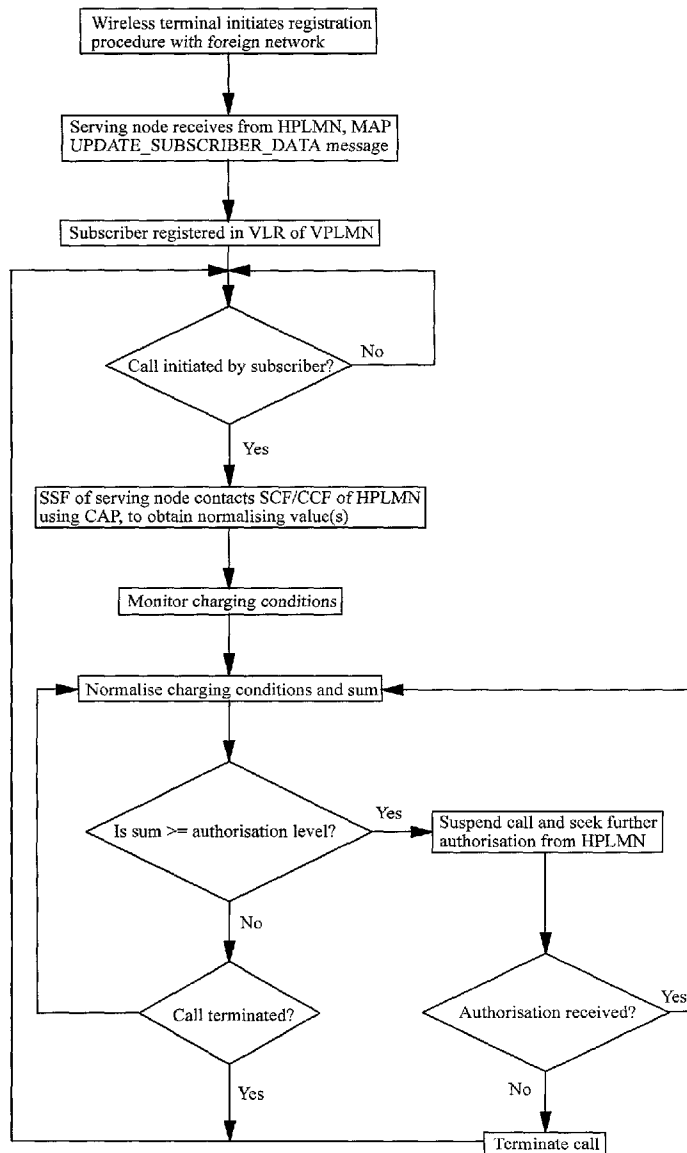 Wireless terminal initiates registration
procedure with foreign network
Serving node receives from HPLMN, MAP
UPDATE_SUBSCRIBER_DATA message
Subscriber registered in VLR of VPLMN
Call initiated by subscriber?
No
Yes
SSF of serving node contacts SCF/CCF of HPLMN
using CAP, to obtain normalising value(s)
Monitor charging conditions
Normalise charging conditions and sum
Is sum >= authorisation level?
Yes
Suspend call and seek further
authorisation from HPLMN
No
Call terminated?
Authorisation received?
Yes
Yes
No
Terminate call